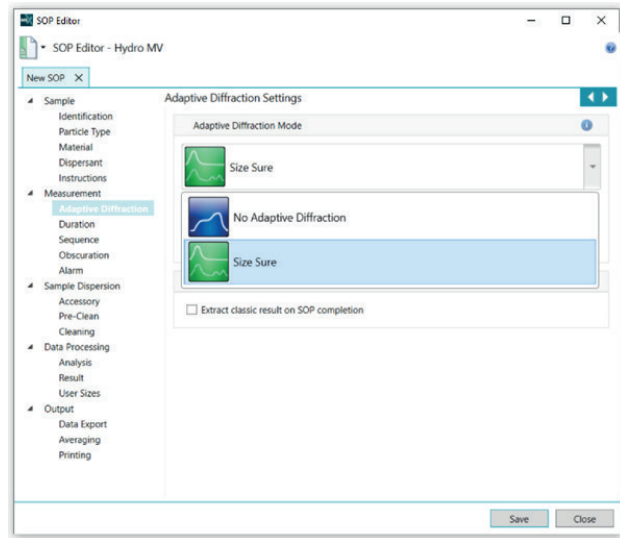 SOP Editor
SOP Editor - Hydro MV
New SOP
Sample
Identification
Particle Type
Material
Dispersant
Instructions
Measurement
Adaptive Diffraction
Duration
Sequence
Obscuration
Alarm
Sample Dispersion
Accessory
Pre-Clean
Cleaning
Data Processing
Analysis
Result
User Sizes
Output
Data Export
Averaging
Printing
Adaptive Diffraction Settings
Adaptive Diffraction Mode
Size Sure
No Adaptive Diffraction
Size Sure
Extract classic result on SOP completion
Save
Close